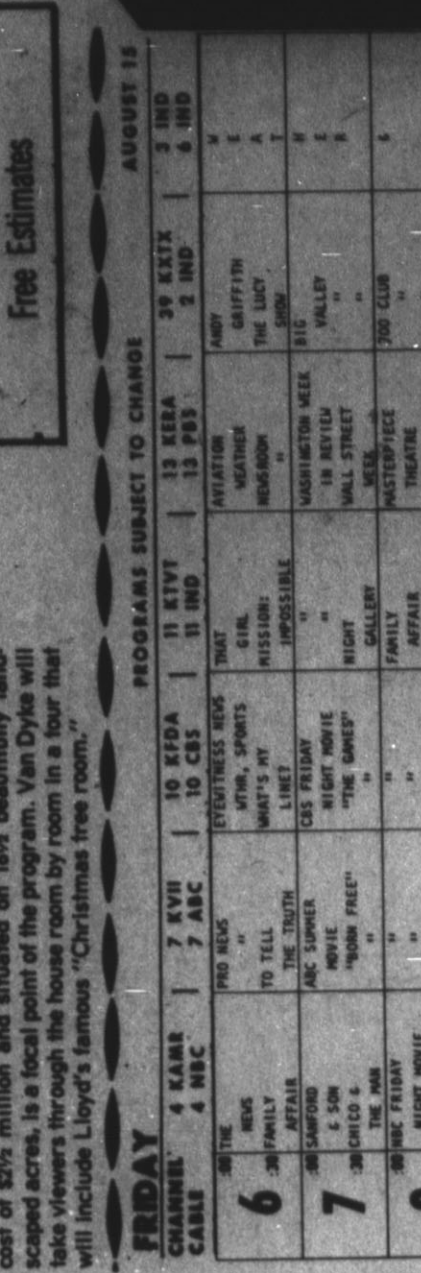 Free Estimates
cost of $2½ million and situated on 18½ beautifully land-
scaped acres, is a focal point of the program. Van Dyke will
take viewers through the house room by room in a tour that
will include Lloyd's famous "Christmas tree room."
FRIDAY PROGRAMS SUBJECT TO CHANGE AUGUST 15
CHANNEL 4 KAMR | 7 KVII | 10 KFDA | 11 KTVT | 13 KERA | 39 KXTX | 3 IND
CABLE 4 NBC | 7 ABC | 10 CBS | 11 IND | 13 PBS | 2 IND | 6 IND
:00 THE PRO NEWS EYEWITNESS NEWS THAT AVIATION ANDY W
6 NEWS " WTHR, SPORTS GIRL WEATHER GRIFFITH E
:30 FAMILY TO TELL WHAT'S MY MISSION: NEWSROOM THE LUCY A
AFFAIR THE TRUTH LINE? IMPOSSIBLE " SHOW T
:00 SANFORD ABC SUMMER CBS FRIDAY " WASHINGTON WEEK BIG H
7 & SON MOVIE NIGHT MOVIE " IN REVIEW VALLEY E
:30 CHICO & "BORN FREE" "THE GAMES" NIGHT WALL STREET " R
THE MAN " " GALLERY WEEK "
:00 NBC FRIDAY " " FAMILY MASTERPIECE 700 CLUB &
NIGHT MOVIE " " AFFAIR THEATRE "